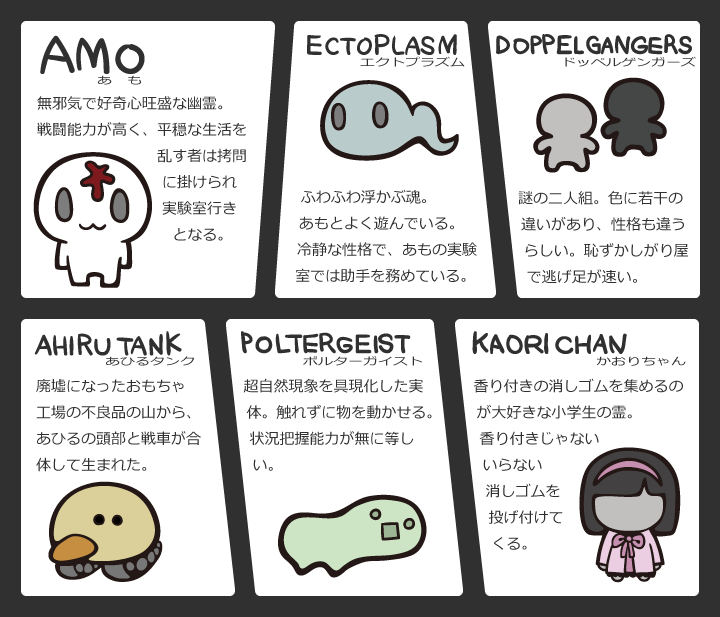 AMO
あも
無邪気で好奇心旺盛な幽霊。
戦闘能力が高く、平穏な生活を
乱す者は拷問
に掛けられ
実験室行き
となる。
ECTOPLASM
エクトプラズム
ふわふわ浮かぶ魂。
あもとよく遊んでいる。
冷静な性格で、あもの実験
室では助手を務めている。
DOPPELGANGERS
ドッペルゲンガーズ
謎の二人組。色に若干の
違いがあり、性格も違う
らしい。恥ずかしがり屋
で逃げ足が速い。
AHIRU TANK
あひるタンク
廃墟になったおもちゃ
工場の不良品の山から、
あひるの頭部と戦車が合
体して生まれた。
POLTERGEIST
ポルターガイスト
超自然現象を具現化した実
体。触れずに物を動かせる。
状況把握能力が無に等し
い。
KAORI CHAN
かおりちゃん
香り付きの消しゴムを集めるの
が大好きな小学生の霊。
香り付きじゃない
いらない
消しゴムを
投げ付けて
くる。